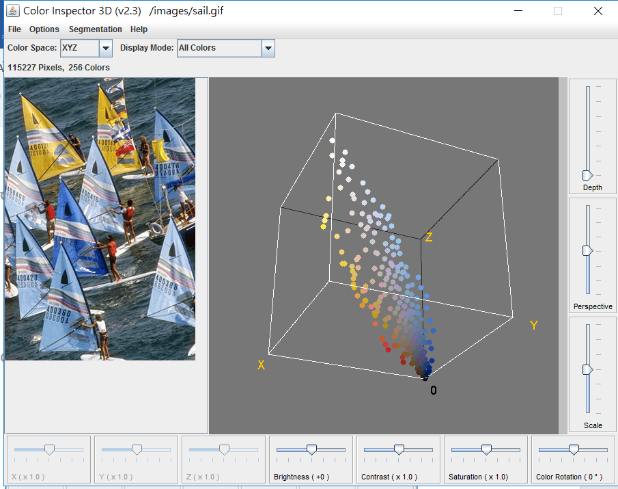 Color Inspector 3D (v2.3) /images/sail.gif
File Options Segmentation Help
Color Space: XYZ Display Mode: All Colors
115227 Pixels, 256 Colors
Z
Y
X
0
Depth
Perspective
Scale
X ( x 1.0 ) Y ( x 1.0 ) Z ( x 1.0 ) Brightness ( +0 ) Contrast ( x 1.0 ) Saturation ( x 1.0 ) Color Rotation ( 0 ° )